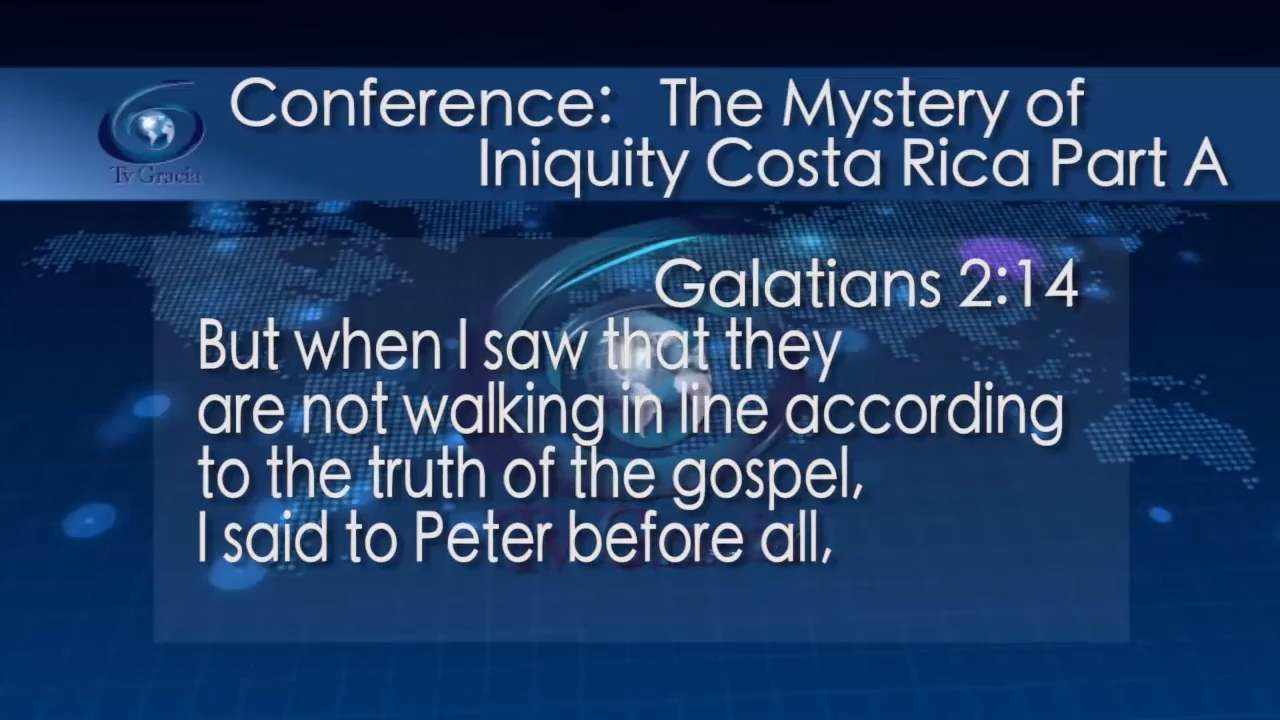 Conference: The Mystery of
Iniquity Costa Rica Part A
Tv Gracia
Galatians 2:14
But when I saw that they
are not walking in line according
to the truth of the gospel,
I said to Peter before all,